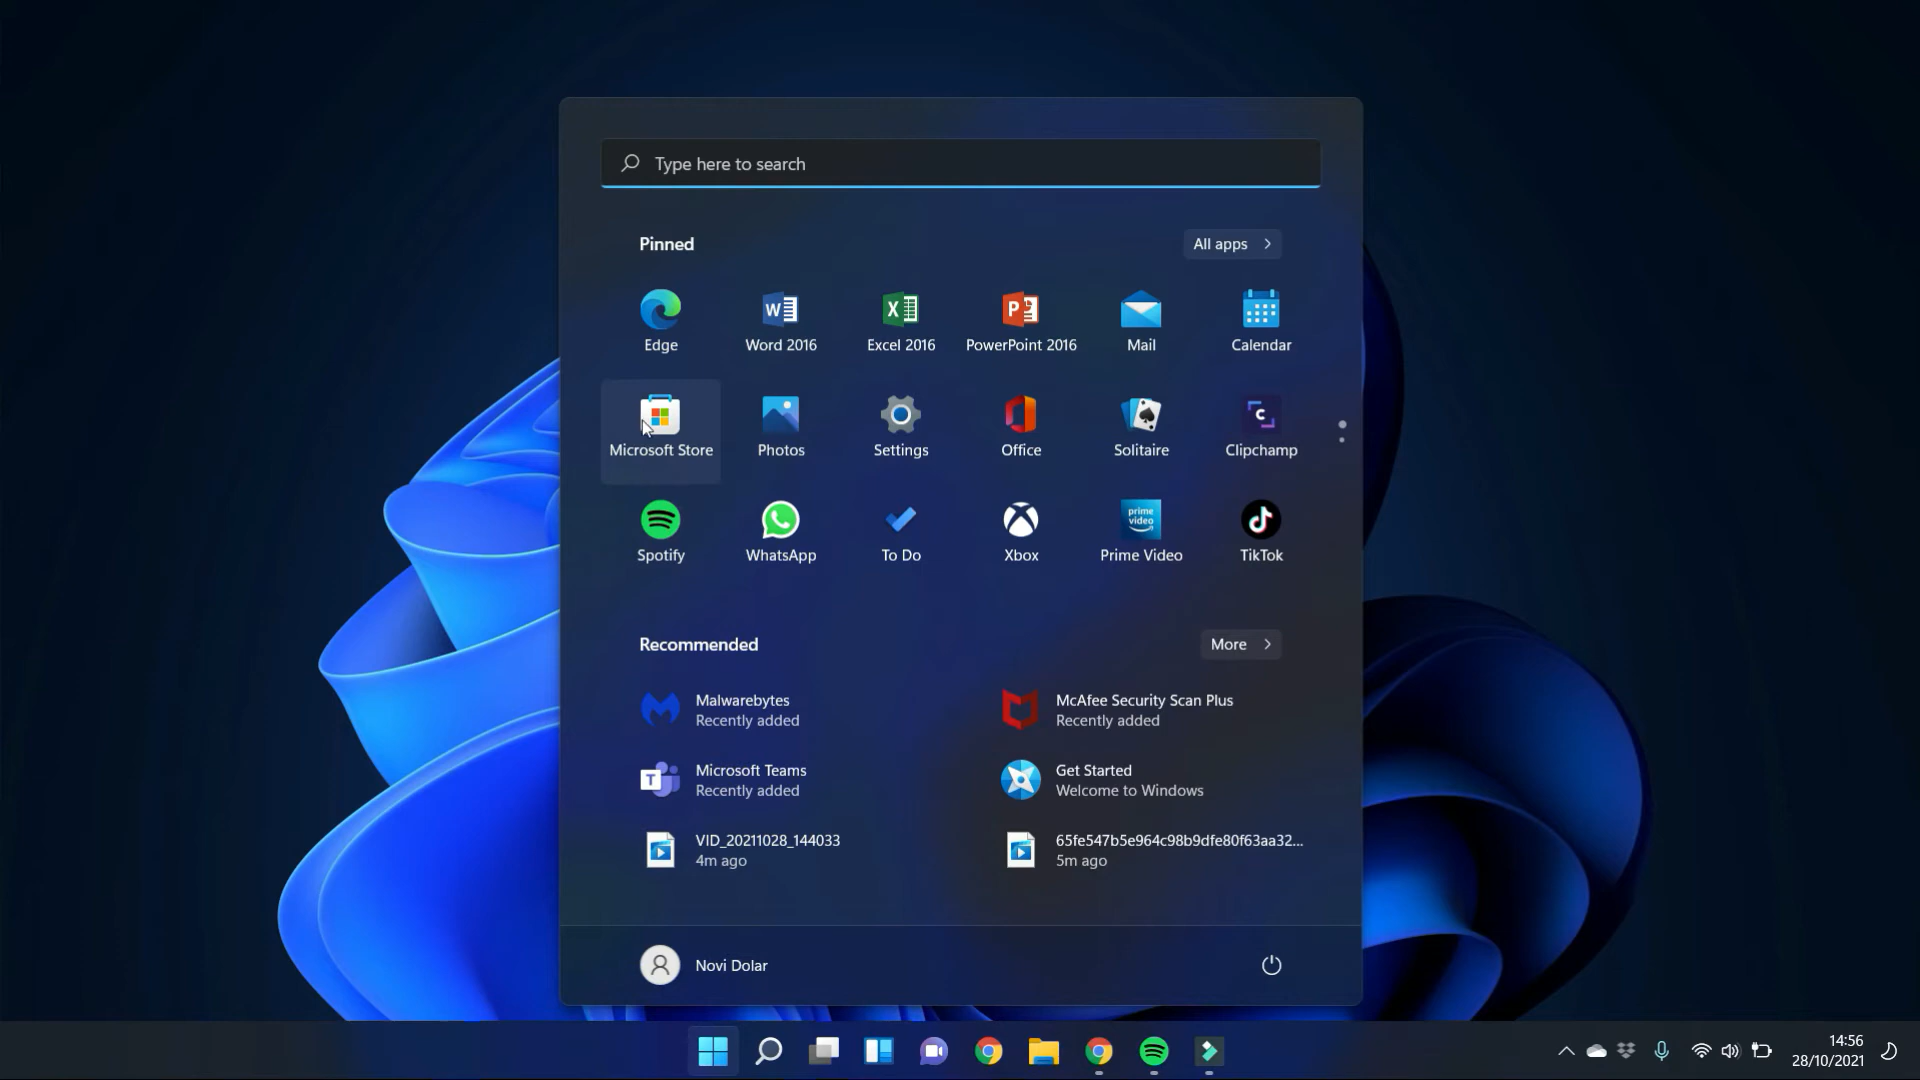 Type here to search
Pinned
All apps
Edge
Word 2016
Excel 2016
PowerPoint 2016
Mail
Calendar
Microsoft Store
Photos
Settings
Office
Solitaire
Clipchamp
prime
video
Spotify
WhatsApp
To Do
Xbox
Prime Video
TikTok
Recommended
More
Malwarebytes
Recently added
McAfee Security Scan Plus
Recently added
Microsoft Teams
Recently added
Get Started
Welcome to Windows
VID_20211028_144033
4m ago
65fe547b5e964c98b9dfe80f63aa32...
5m ago
Novi Dolar
14:56
28/10/2021